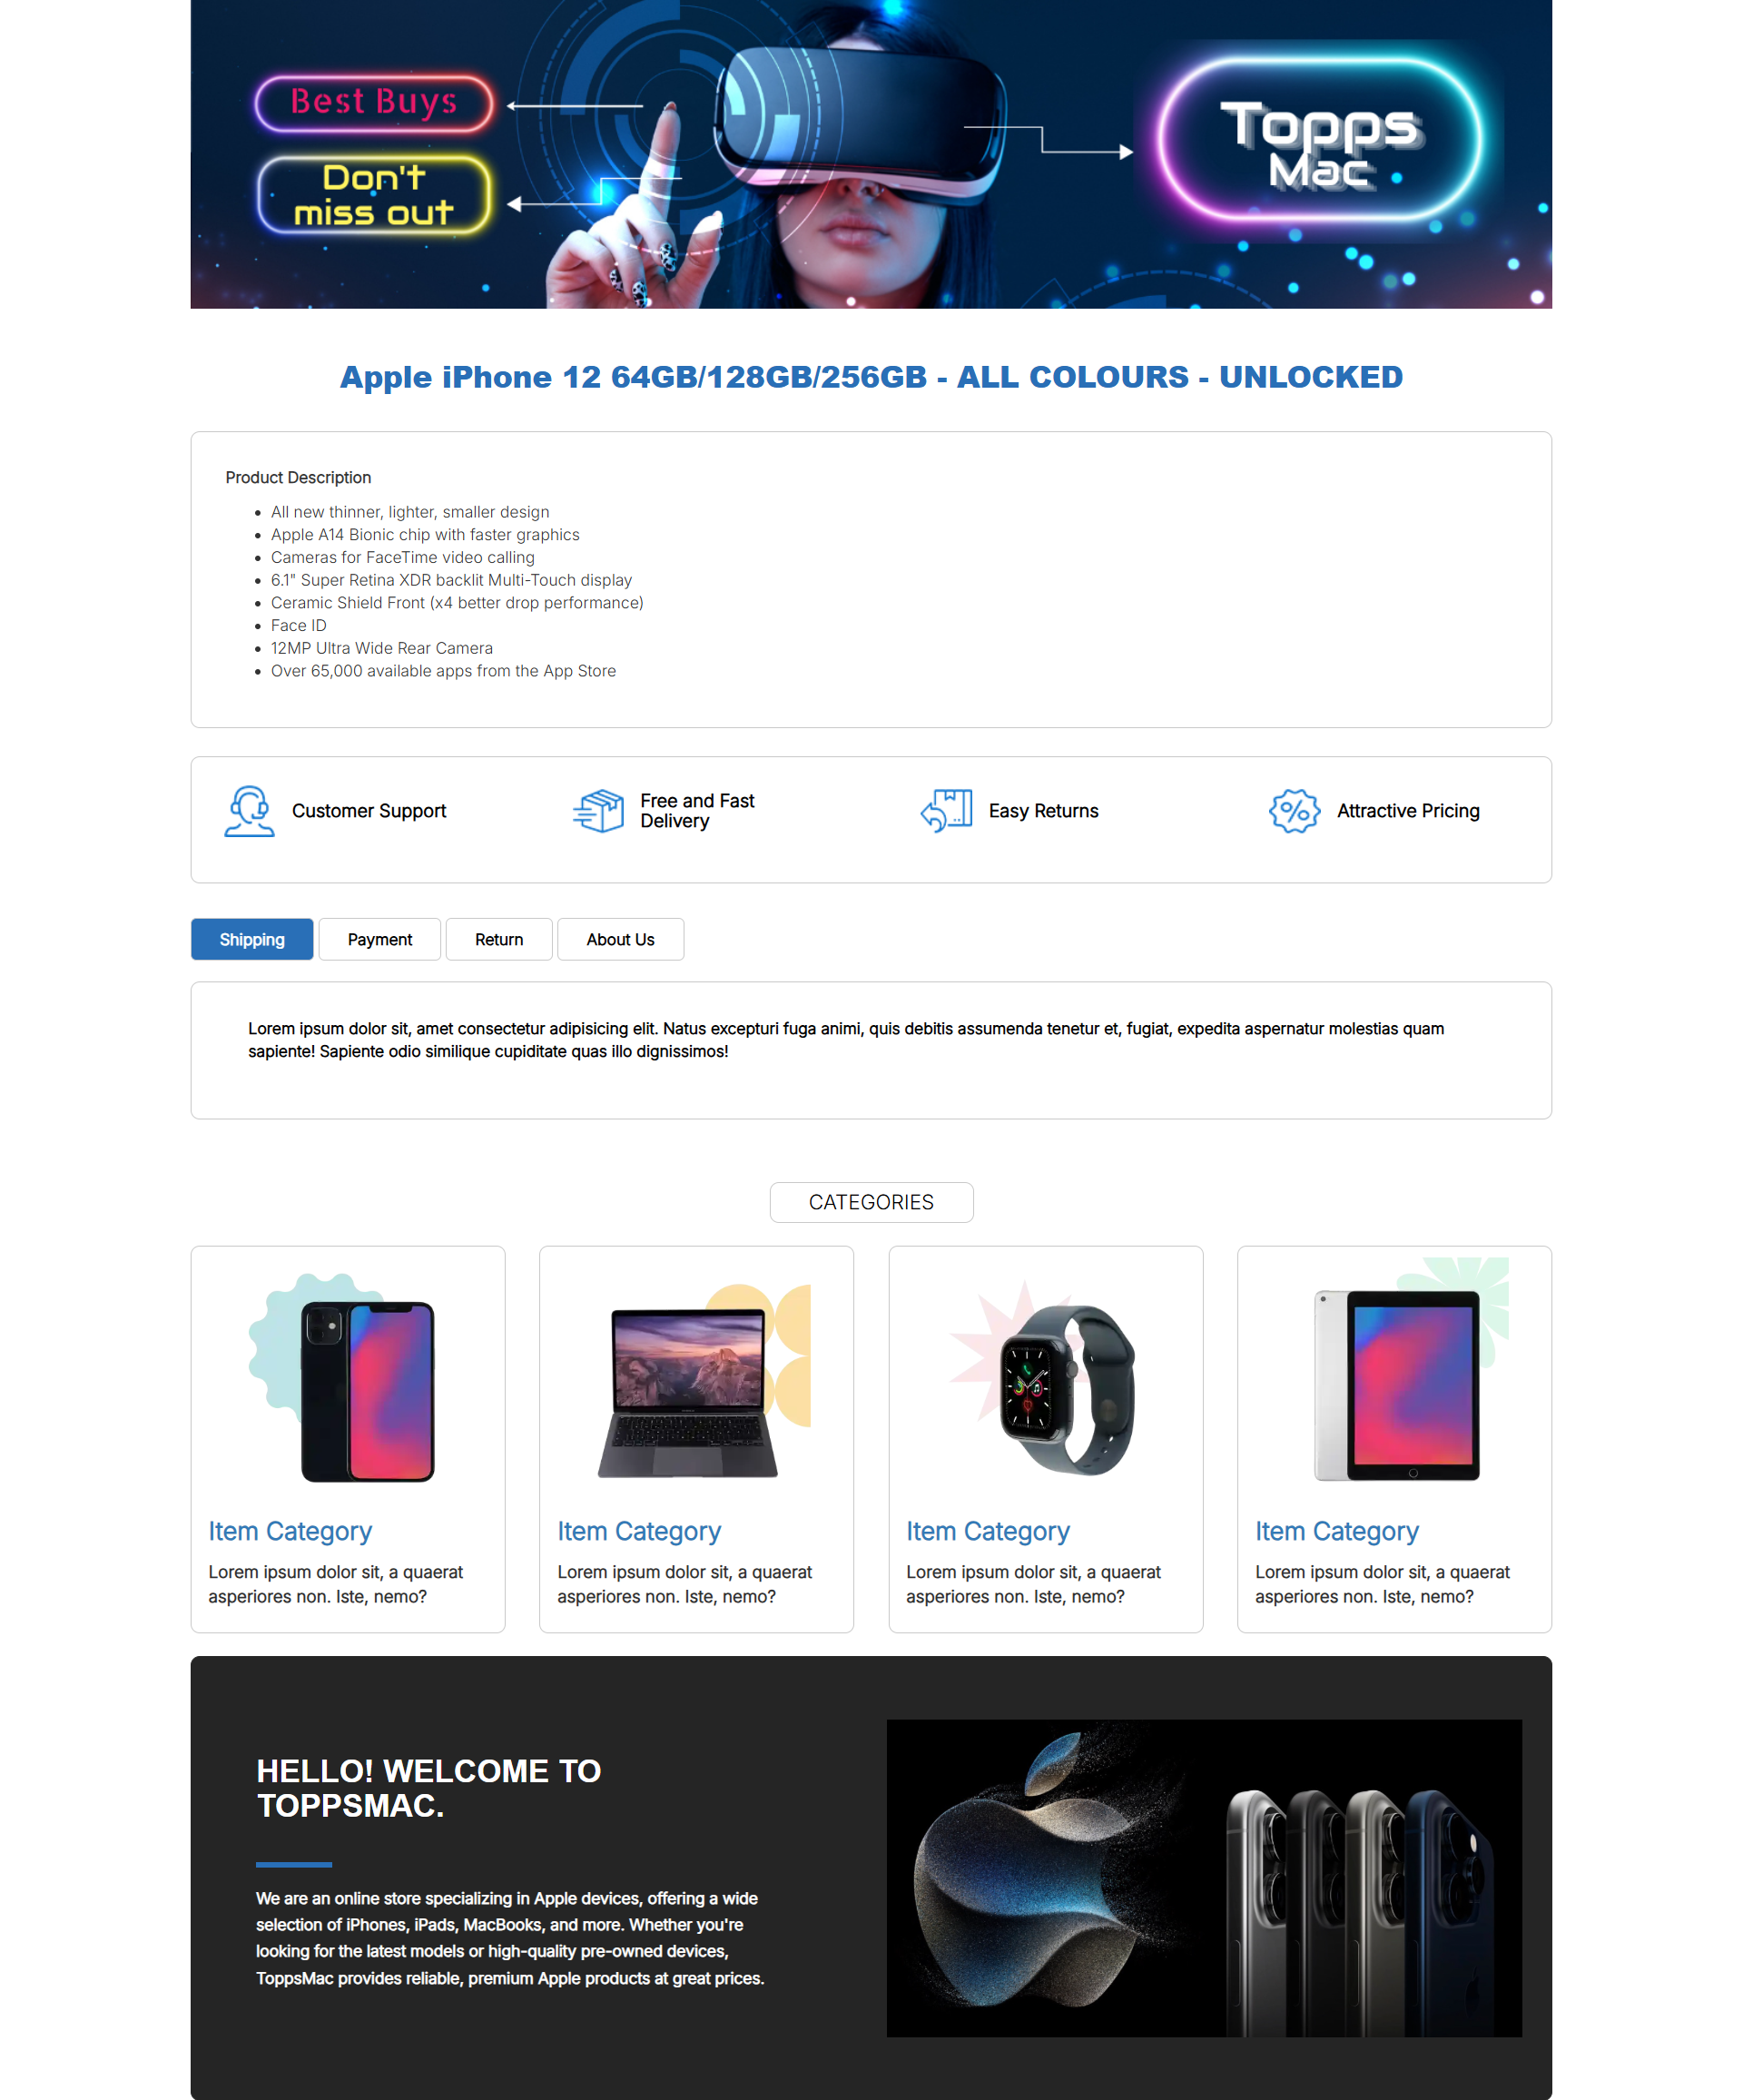 Best Buys
Don't
miss out
Topps
Mac
Apple iPhone 12 64GB/128GB/256GB - ALL COLOURS - UNLOCKED
Product Description
All new thinner, lighter, smaller design
Apple A14 Bionic chip with faster graphics
Cameras for FaceTime video calling
6.1" Super Retina XDR backlit Multi-Touch display
Ceramic Shield Front (x4 better drop performance)
Face ID
12MP Ultra Wide Rear Camera
Over 65,000 available apps from the App Store
Customer Support
Free and Fast
Delivery
Easy Returns
Attractive Pricing
Shipping
Payment
Return
About Us
Lorem ipsum dolor sit, amet consectetur adipisicing elit. Natus excepturi fuga animi, quis debitis assumenda tenetur et, fugiat, expedita aspernatur molestias quam
sapiente! Sapiente odio similique cupiditate quas illo dignissimos!
CATEGORIES
Item Category
Lorem ipsum dolor sit, a quaerat
asperiores non. Iste, nemo?
Item Category
Lorem ipsum dolor sit, a quaerat
asperiores non. Iste, nemo?
Item Category
Lorem ipsum dolor sit, a quaerat
asperiores non. Iste, nemo?
Item Category
Lorem ipsum dolor sit, a quaerat
asperiores non. Iste, nemo?
HELLO! WELCOME TO
TOPPSMAC.
We are an online store specializing in Apple devices, offering a wide
selection of iPhones, iPads, MacBooks, and more. Whether you're
looking for the latest models or high-quality pre-owned devices,
ToppsMac provides reliable, premium Apple products at great prices.